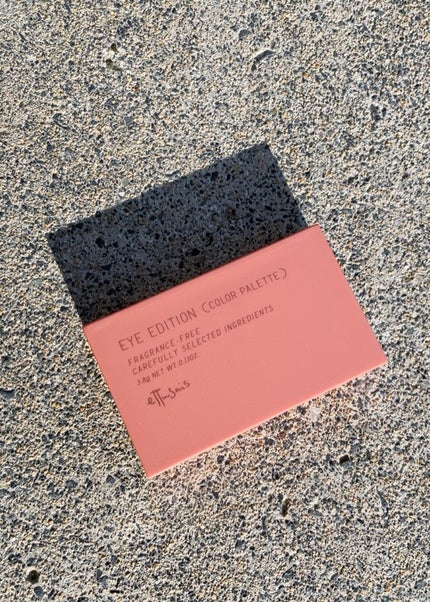 EYE EDITION (COLOR PALETTE)
FRAGRANCE-FREE
CAREFULLY SELECTED INGREDIENTS
3.8g NET WT. 0.13OZ.
ettusais